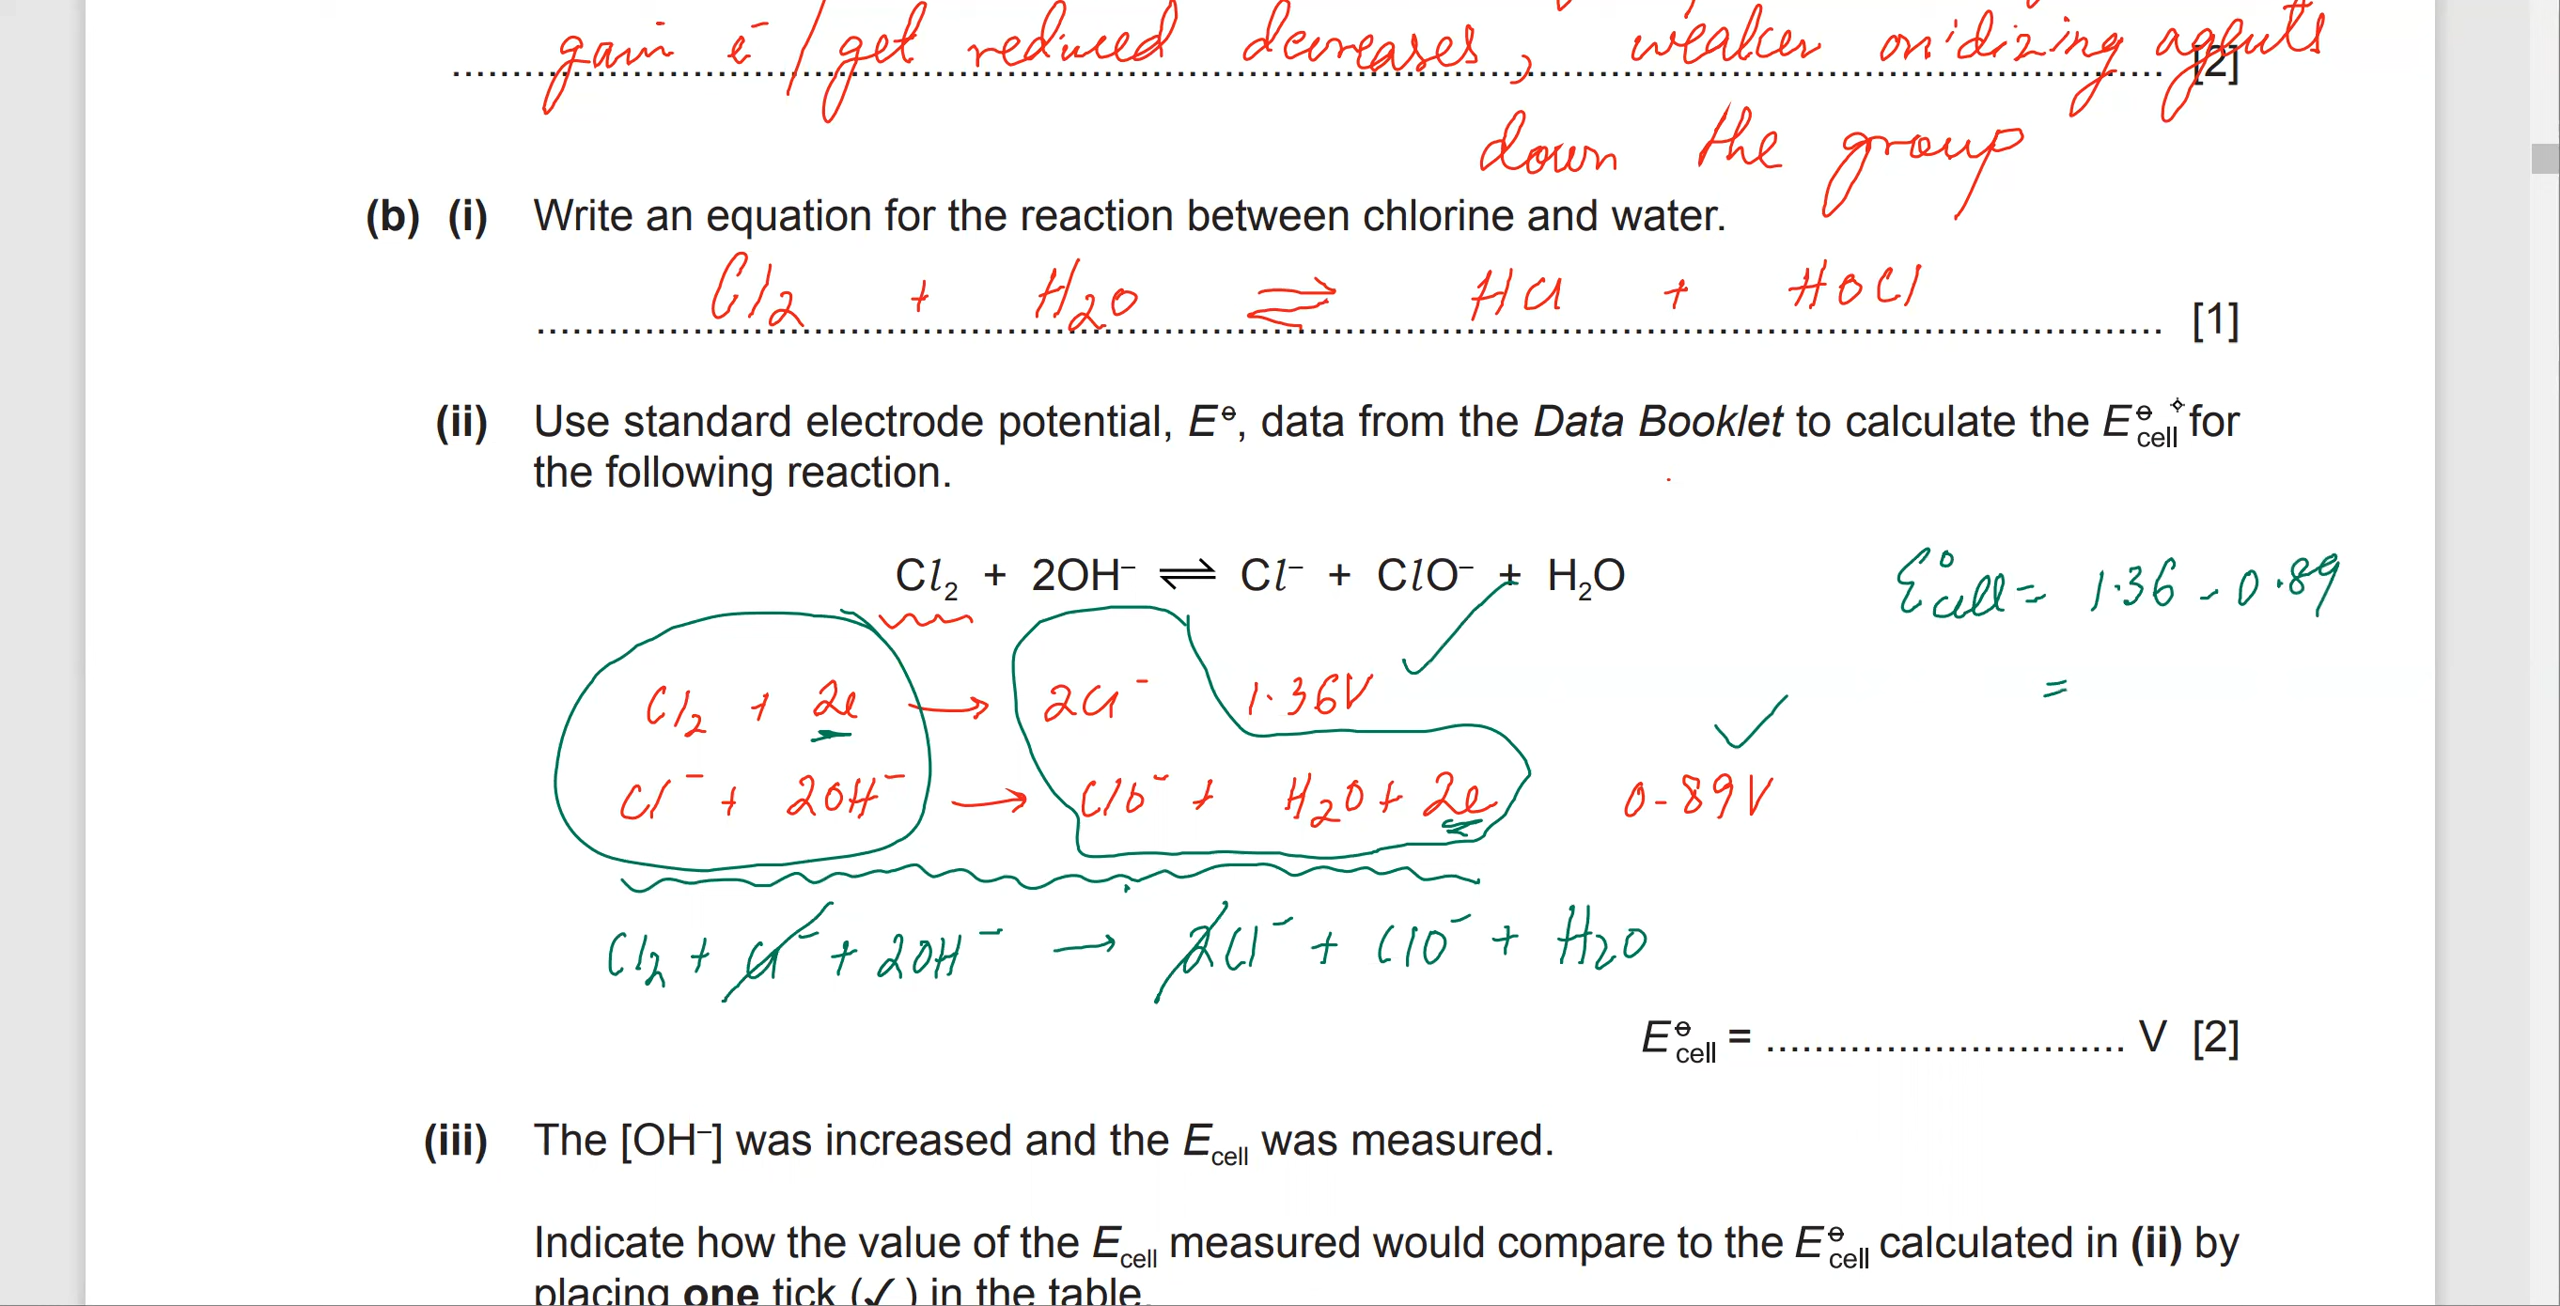 gain e⁻ / get reduced decreases, weaker oxidizing agents [2]
down the group
(b) (i) Write an equation for the reaction between chlorine and water.
Cl2 + H2O ⇌ HCl + HOCl
[1]
(ii) Use standard electrode potential, E⦵, data from the Data Booklet to calculate the E⦵cell for
the following reaction.
Cl2 + 2OH⁻ ⇌ Cl⁻ + ClO⁻ + H2O
E°cell = 1.36 - 0.89
=
Cl2 + 2e → 2Cl⁻ 1.36V ✓
Cl⁻ + 2OH⁻ → ClO⁻ + H2O + 2e 0.89V ✓
Cl2 + Cl⁻ + 2OH⁻ → 2Cl⁻ + ClO⁻ + H2O
E⦵cell = .............................. V [2]
(iii) The [OH⁻] was increased and the Ecell was measured.
Indicate how the value of the Ecell measured would compare to the E⦵cell calculated in (ii) by
placing one tick (✓) in the table.